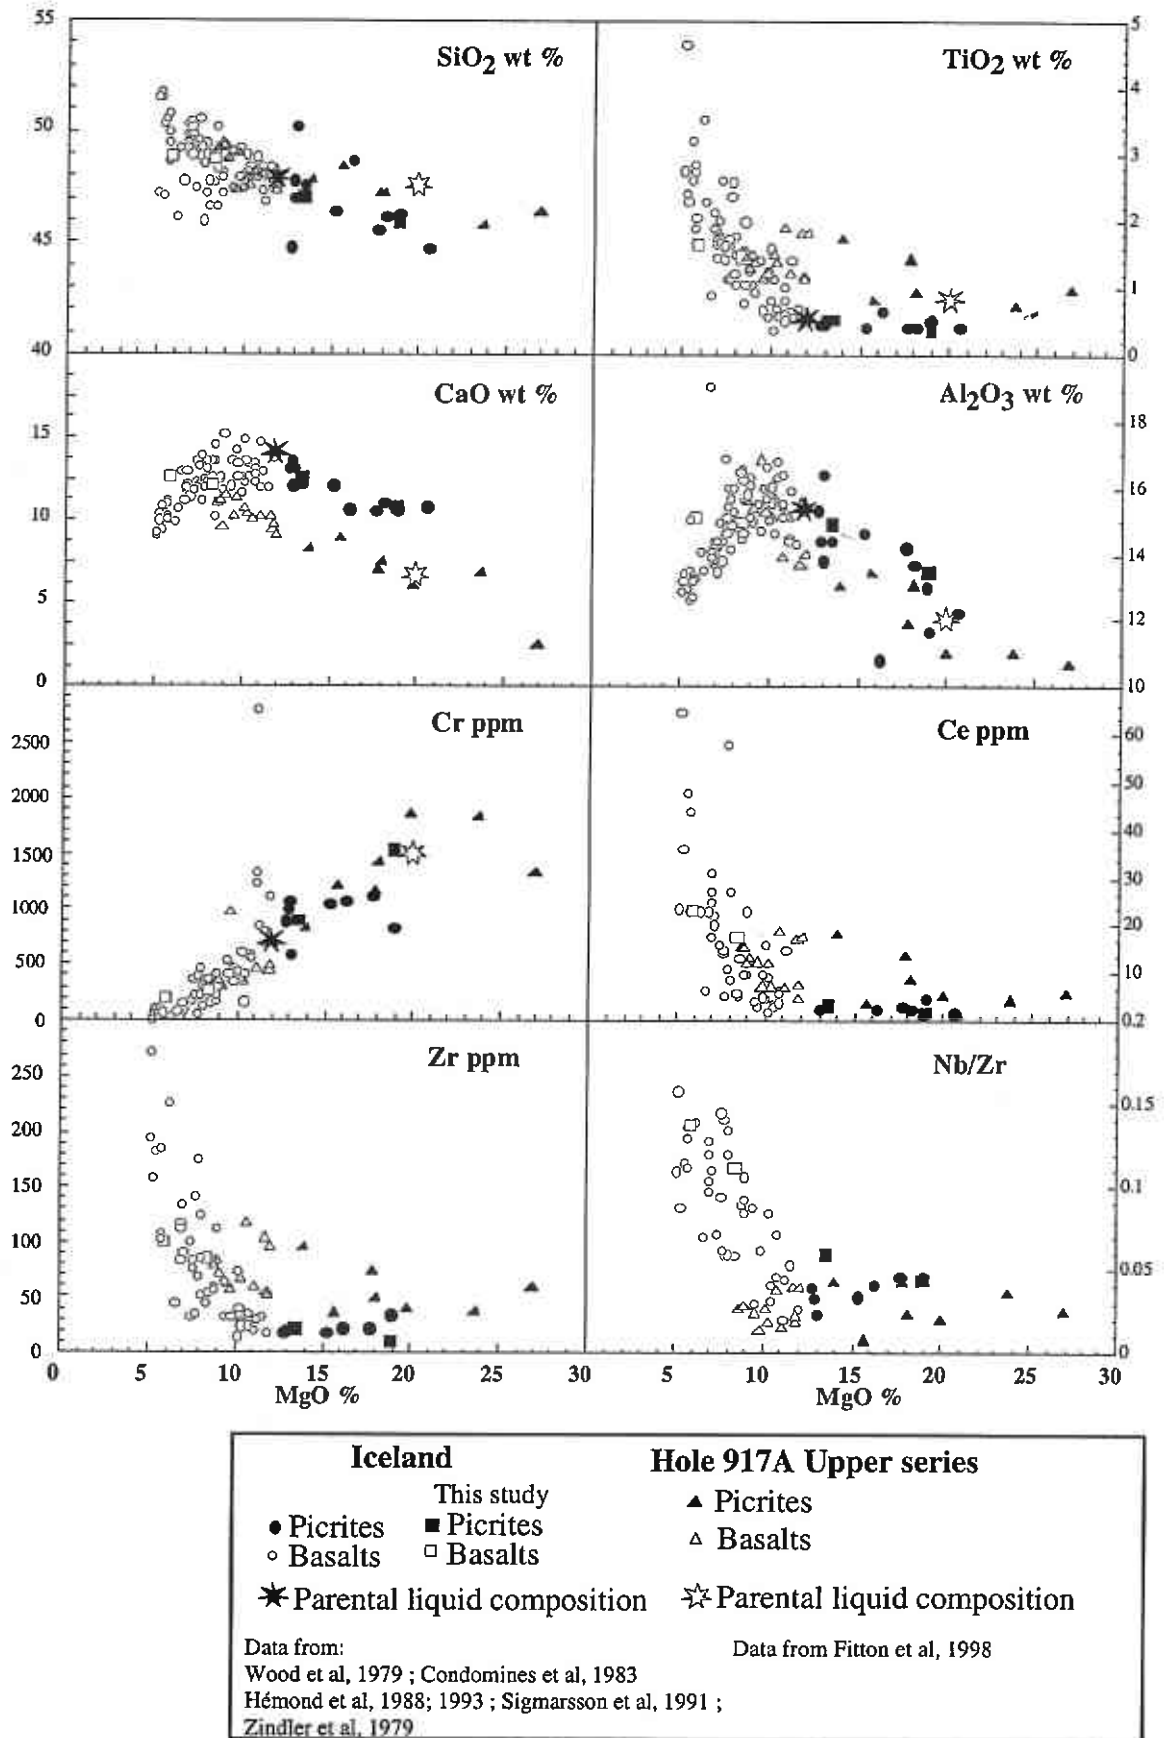 55
50
45
40
SiO2 wt %
TiO2 wt %
5
4
3
2
1
0
15
10
5
0
CaO wt %
Al2O3 wt %
18
16
14
12
10
2500
2000
1500
1000
500
0
Cr ppm
Ce ppm
60
50
40
30
20
10
0.2
250
200
150
100
50
0
Zr ppm
Nb/Zr
0.15
0.1
0.05
0
0 5 10 15 20 25 5 10 15 20 25 30
MgO % MgO %
Iceland Hole 917A Upper series
This study
Picrites Picrites Picrites
Basalts Basalts Basalts
Parental liquid composition Parental liquid composition
Data from: Data from Fitton et al, 1998
Wood et al, 1979 ; Condomines et al, 1983
Hémond et al, 1988; 1993 ; Sigmarsson et al, 1991 ;
Zindler et al, 1979